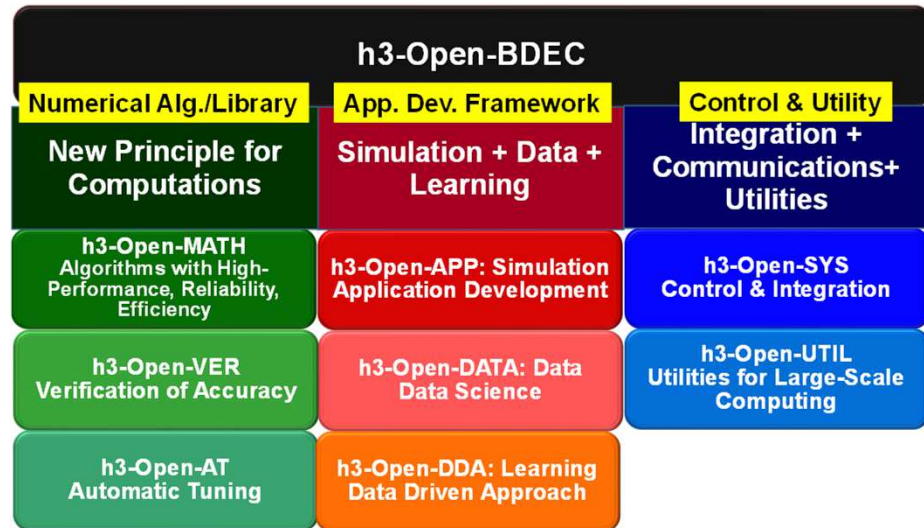 h3-Open-BDEC
Numerical Alg./Library
New Principle for
Computations
h3-Open-MATH
Algorithms with High-
Performance, Reliability,
Efficiency
h3-Open-VER
Verification of Accuracy
h3-Open-AT
Automatic Tuning
App. Dev. Framework
Simulation + Data +
Learning
h3-Open-APP: Simulation
Application Development
h3-Open-DATA: Data
Data Science
h3-Open-DDA: Learning
Data Driven Approach
Control & Utility
Integration +
Communications+
Utilities
h3-Open-SYS
Control & Integration
h3-Open-UTIL
Utilities for Large-Scale
Computing